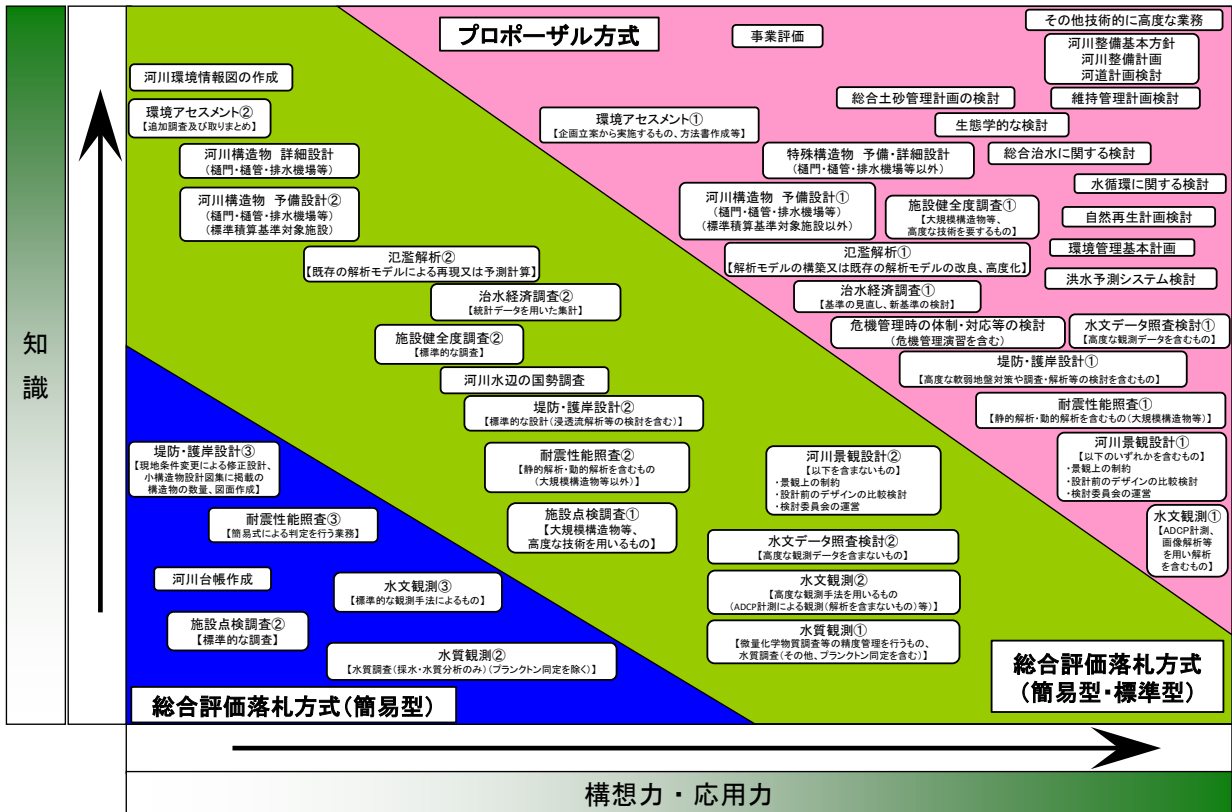 プロポーザル方式
事業評価
その他技術的に高度な業務
河川整備基本方針
河川整備計画
河道計画検討
総合土砂管理計画の検討
維持管理計画検討
環境アセスメント①
【企画立案から実施するもの、方法書作成等】
生態学的な検討
特殊構造物 予備・詳細設計
(樋門・樋管・排水機場等以外)
総合治水に関する検討
水循環に関する検討
河川構造物 予備設計①
(樋門・樋管・排水機場等)
(標準積算基準対象施設以外)
施設健全度調査①
【大規模構造物等、
高度な技術を要するもの】
自然再生計画検討
氾濫解析①
【解析モデルの構築又は既存の解析モデルの改良、高度化】
環境管理基本計画
治水経済調査①
【基準の見直し、新基準の検討】
洪水予測システム検討
危機管理時の体制・対応等の検討
(危機管理演習を含む)
水文データ照査検討①
【高度な観測データを含むもの】
堤防・護岸設計①
【高度な軟弱地盤対策や調査・解析等の検討を含むもの】
耐震性能照査①
【静的解析・動的解析を含むもの(大規模構造物等)】
河川景観設計①
【以下のいずれかを含むもの】
・景観上の制約
・設計前のデザインの比較検討
・検討委員会の運営
水文観測①
【ADCP計測、
画像解析等
を用い解析
を含むもの】
河川環境情報図の作成
環境アセスメント②
【追加調査及び取りまとめ】
河川構造物 詳細設計
(樋門・樋管・排水機場等)
河川構造物 予備設計②
(樋門・樋管・排水機場等)
(標準積算基準対象施設)
氾濫解析②
【既存の解析モデルによる再現又は予測計算】
治水経済調査②
【統計データを用いた集計】
施設健全度調査②
【標準的な調査】
河川水辺の国勢調査
堤防・護岸設計②
【標準的な設計(浸透流解析等の検討を含む)】
耐震性能照査②
【静的解析・動的解析を含むもの
(大規模構造物等以外)】
河川景観設計②
【以下を含まないもの】
・景観上の制約
・設計前のデザインの比較検討
・検討委員会の運営
施設点検調査①
【大規模構造物等、
高度な技術を用いるもの】
水文データ照査検討②
【高度な観測データを含まないもの】
水文観測②
【高度な観測手法を用いるもの
(ADCP計測による観測(解析を含まないもの)等)】
水質観測①
【微量化学物質調査等の精度管理を行うもの、
水質調査(その他、プランクトン同定を含む)】
総合評価落札方式
(簡易型・標準型)
堤防・護岸設計③
【現地条件変更による修正設計、
小構造物設計図集に掲載の
構造物の数量、図面作成】
耐震性能照査③
【簡易式による判定を行う業務】
河川台帳作成
水文観測③
【標準的な観測手法によるもの】
施設点検調査②
【標準的な調査】
水質観測②
【水質調査(採水・水質分析のみ)(プランクトン同定を除く)】
総合評価落札方式(簡易型)
知
識
構想力・応用力